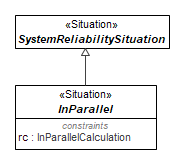 «Situation»
SystemReliabilitySituation
«Situation»
InParallel
constraints
rc : InParallelCalculation